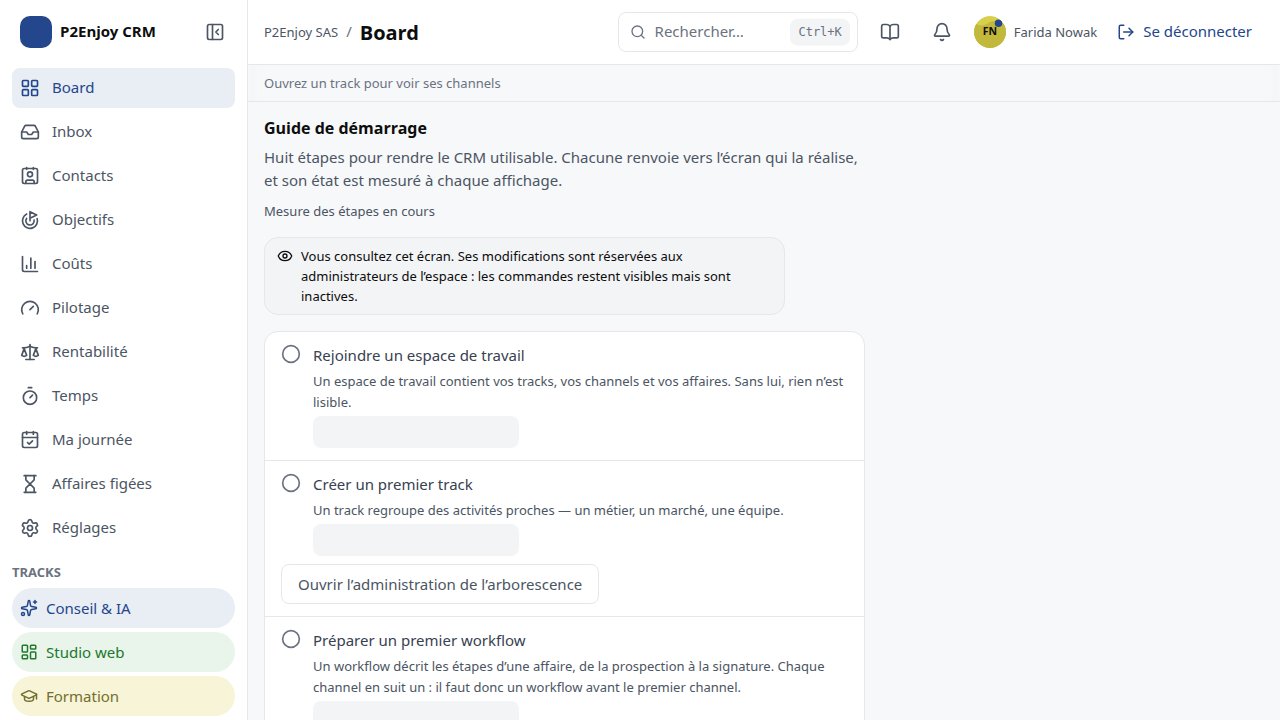 P2Enjoy CRM
Board
Inbox
Contacts
Objectifs
Coûts
Pilotage
Rentabilité
Temps
Ma journée
Affaires figées
Réglages
TRACKS
Conseil & IA
Studio web
Formation
P2Enjoy SAS / Board
Rechercher... Ctrl+K
FN Farida Nowak
Se déconnecter
Ouvrez un track pour voir ses channels
Guide de démarrage
Huit étapes pour rendre le CRM utilisable. Chacune renvoie vers l’écran qui la réalise,
et son état est mesuré à chaque affichage.
Mesure des étapes en cours
Vous consultez cet écran. Ses modifications sont réservées aux
administrateurs de l’espace : les commandes restent visibles mais sont
inactives.
Rejoindre un espace de travail
Un espace de travail contient vos tracks, vos channels et vos affaires. Sans lui, rien n’est
lisible.
Créer un premier track
Un track regroupe des activités proches — un métier, un marché, une équipe.
Ouvrir l’administration de l’arborescence
Préparer un premier workflow
Un workflow décrit les étapes d’une affaire, de la prospection à la signature. Chaque
channel en suit un : il faut donc un workflow avant le premier channel.